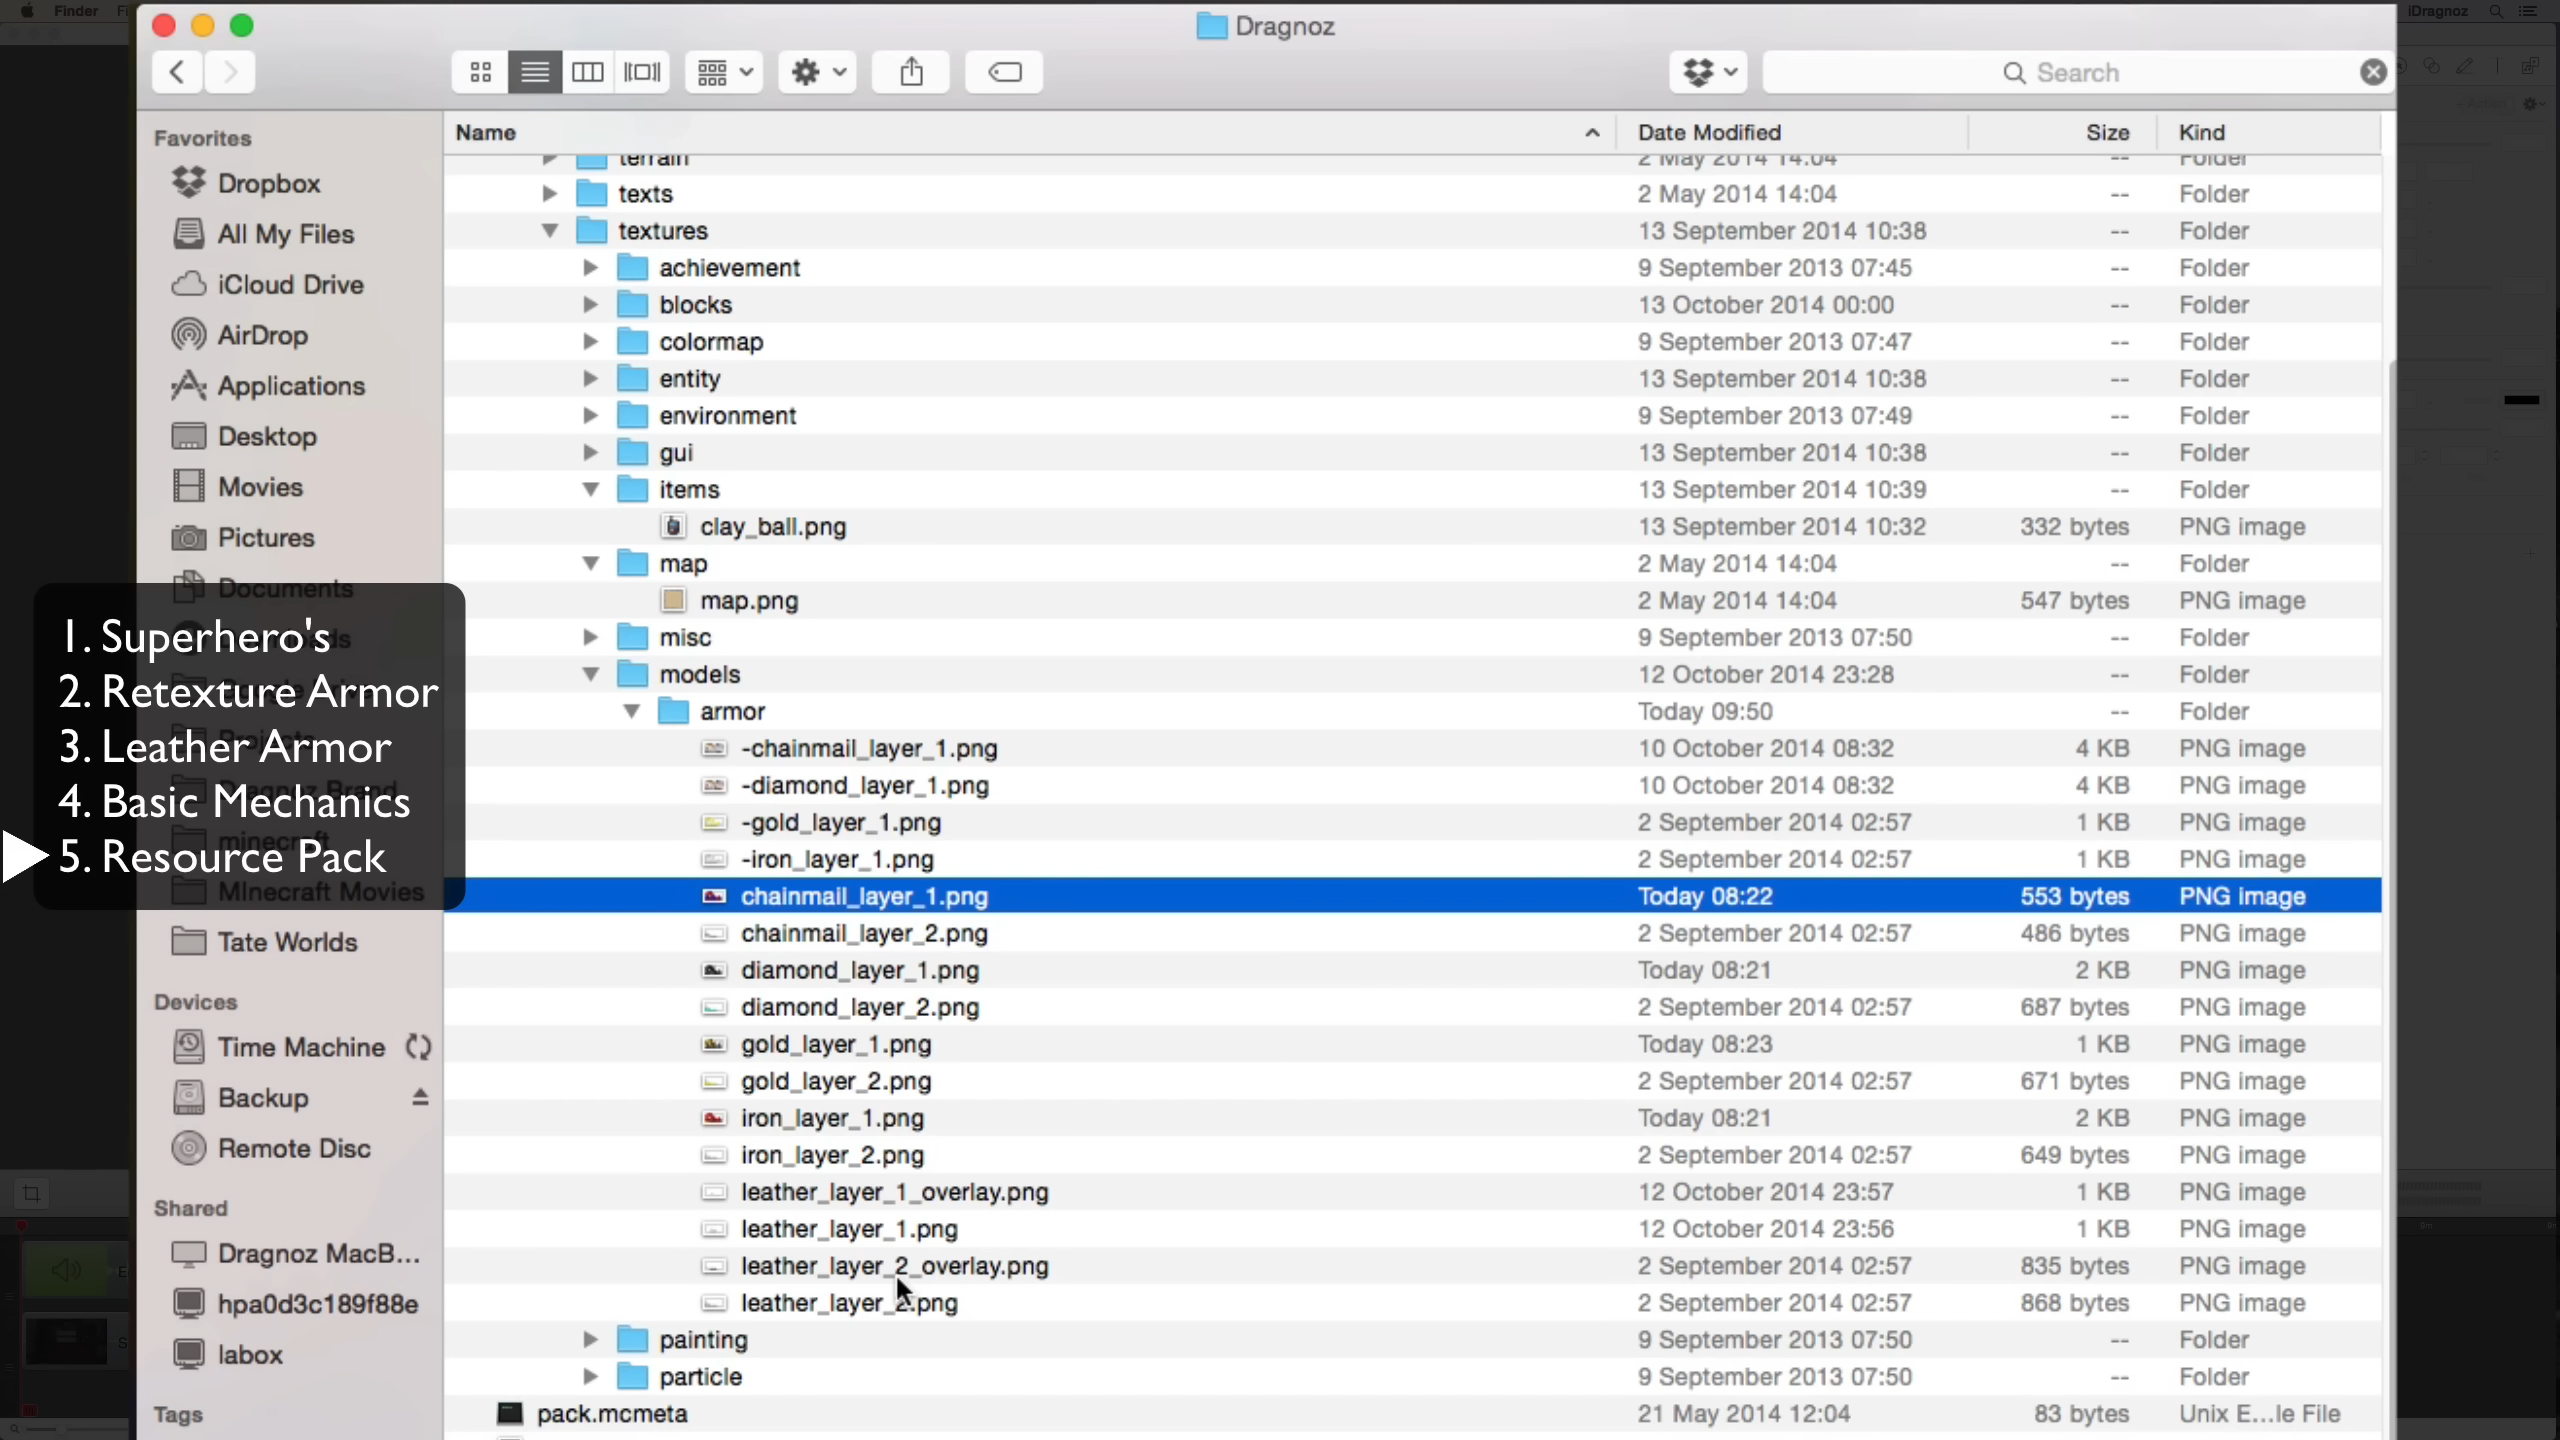 Finder
iDragnoz
Dragnoz
Search
Name
Date Modified
Size
Kind
Favorites
Dropbox
All My Files
iCloud Drive
AirDrop
Applications
Desktop
Movies
Pictures
Documents
1. Superhero's
2. Retexture Armor
3. Leather Armor
4. Basic Mechanics
5. Resource Pack
Dragnoz Brand
minecraft
MInecraft Movies
Tate Worlds
Devices
Time Machine
Backup
Remote Disc
Shared
Dragnoz MacB...
hpa0d3c189f88e
labox
Tags
terrain 2 May 2014 14:04 -- Folder
texts 2 May 2014 14:04 -- Folder
textures 13 September 2014 10:38 -- Folder
achievement 9 September 2013 07:45 -- Folder
blocks 13 October 2014 00:00 -- Folder
colormap 9 September 2013 07:47 -- Folder
entity 13 September 2014 10:38 -- Folder
environment 9 September 2013 07:49 -- Folder
gui 13 September 2014 10:38 -- Folder
items 13 September 2014 10:39 -- Folder
clay_ball.png 13 September 2014 10:32 332 bytes PNG image
map 2 May 2014 14:04 -- Folder
map.png 2 May 2014 14:04 547 bytes PNG image
misc 9 September 2013 07:50 -- Folder
models 12 October 2014 23:28 -- Folder
armor Today 09:50 -- Folder
-chainmail_layer_1.png 10 October 2014 08:32 4 KB PNG image
-diamond_layer_1.png 10 October 2014 08:32 4 KB PNG image
-gold_layer_1.png 2 September 2014 02:57 1 KB PNG image
-iron_layer_1.png 2 September 2014 02:57 1 KB PNG image
chainmail_layer_1.png Today 08:22 553 bytes PNG image
chainmail_layer_2.png 2 September 2014 02:57 486 bytes PNG image
diamond_layer_1.png Today 08:21 2 KB PNG image
diamond_layer_2.png 2 September 2014 02:57 687 bytes PNG image
gold_layer_1.png Today 08:23 1 KB PNG image
gold_layer_2.png 2 September 2014 02:57 671 bytes PNG image
iron_layer_1.png Today 08:21 2 KB PNG image
iron_layer_2.png 2 September 2014 02:57 649 bytes PNG image
leather_layer_1_overlay.png 12 October 2014 23:57 1 KB PNG image
leather_layer_1.png 12 October 2014 23:56 1 KB PNG image
leather_layer_2_overlay.png 2 September 2014 02:57 835 bytes PNG image
leather_layer_2.png 2 September 2014 02:57 868 bytes PNG image
painting 9 September 2013 07:50 -- Folder
particle 9 September 2013 07:50 -- Folder
pack.mcmeta 21 May 2014 12:04 83 bytes Unix E...le File